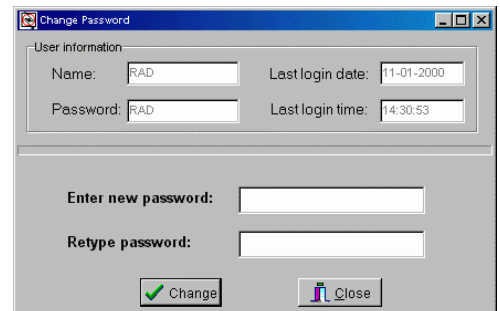 Change Password
User information
Name: RAD Last login date: 11-01-2000
Password: RAD Last login time: 14:30:53
Enter new password:
Retype password:
Change Close